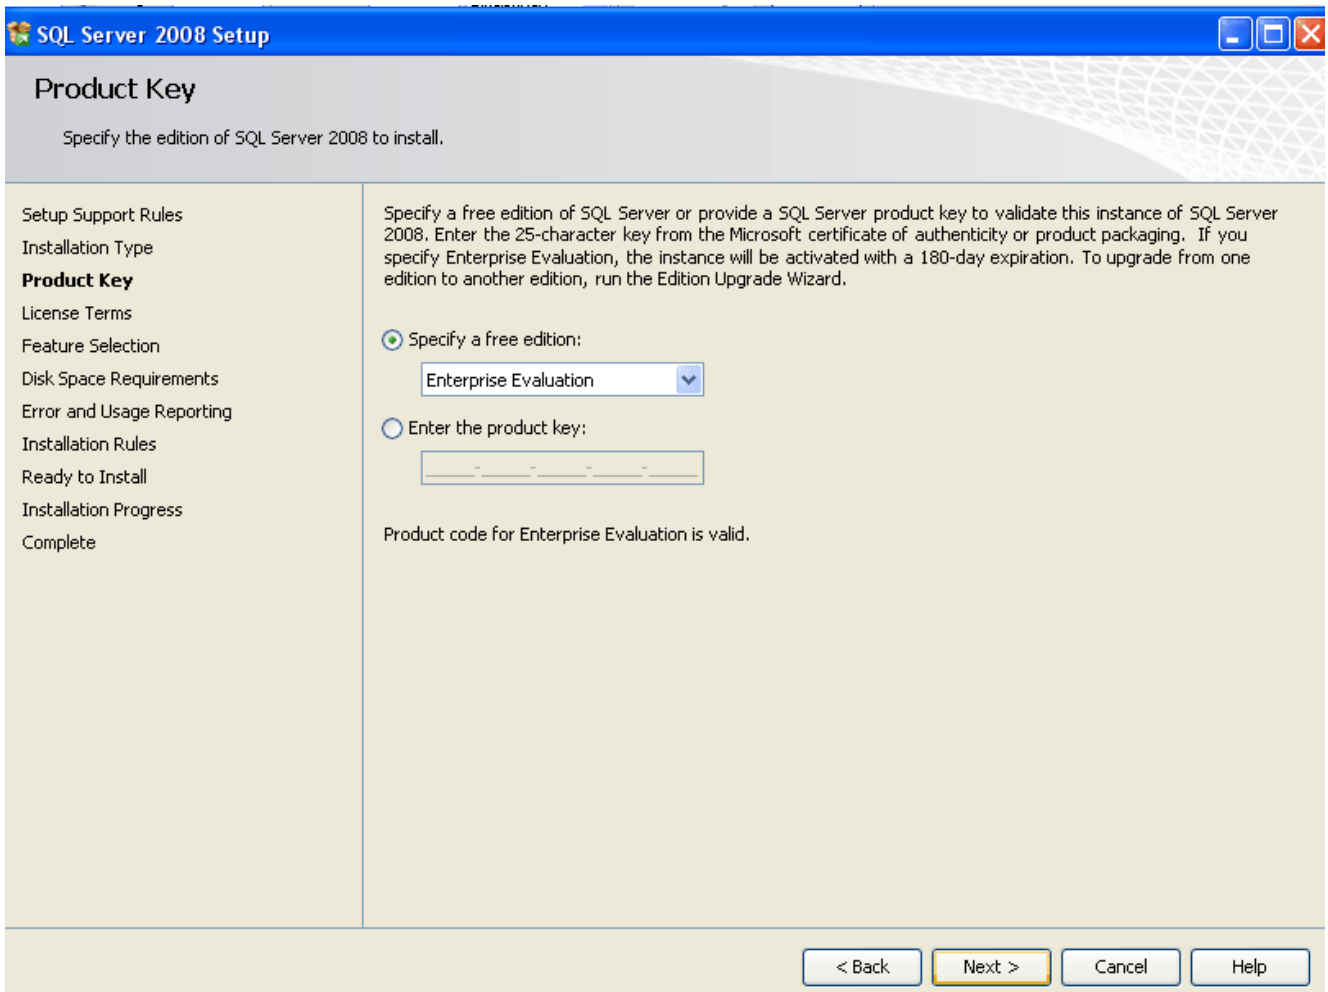 SQL Server 2008 Setup
Product Key
Specify the edition of SQL Server 2008 to install.
Setup Support Rules
Installation Type
Product Key
License Terms
Feature Selection
Disk Space Requirements
Error and Usage Reporting
Installation Rules
Ready to Install
Installation Progress
Complete
Specify a free edition of SQL Server or provide a SQL Server product key to validate this instance of SQL Server
2008. Enter the 25-character key from the Microsoft certificate of authenticity or product packaging. If you
specify Enterprise Evaluation, the instance will be activated with a 180-day expiration. To upgrade from one
edition to another edition, run the Edition Upgrade Wizard.
Specify a free edition:
Enterprise Evaluation
Enter the product key:
_____-_____-_____-_____-_____
Product code for Enterprise Evaluation is valid.
< Back Next > Cancel Help